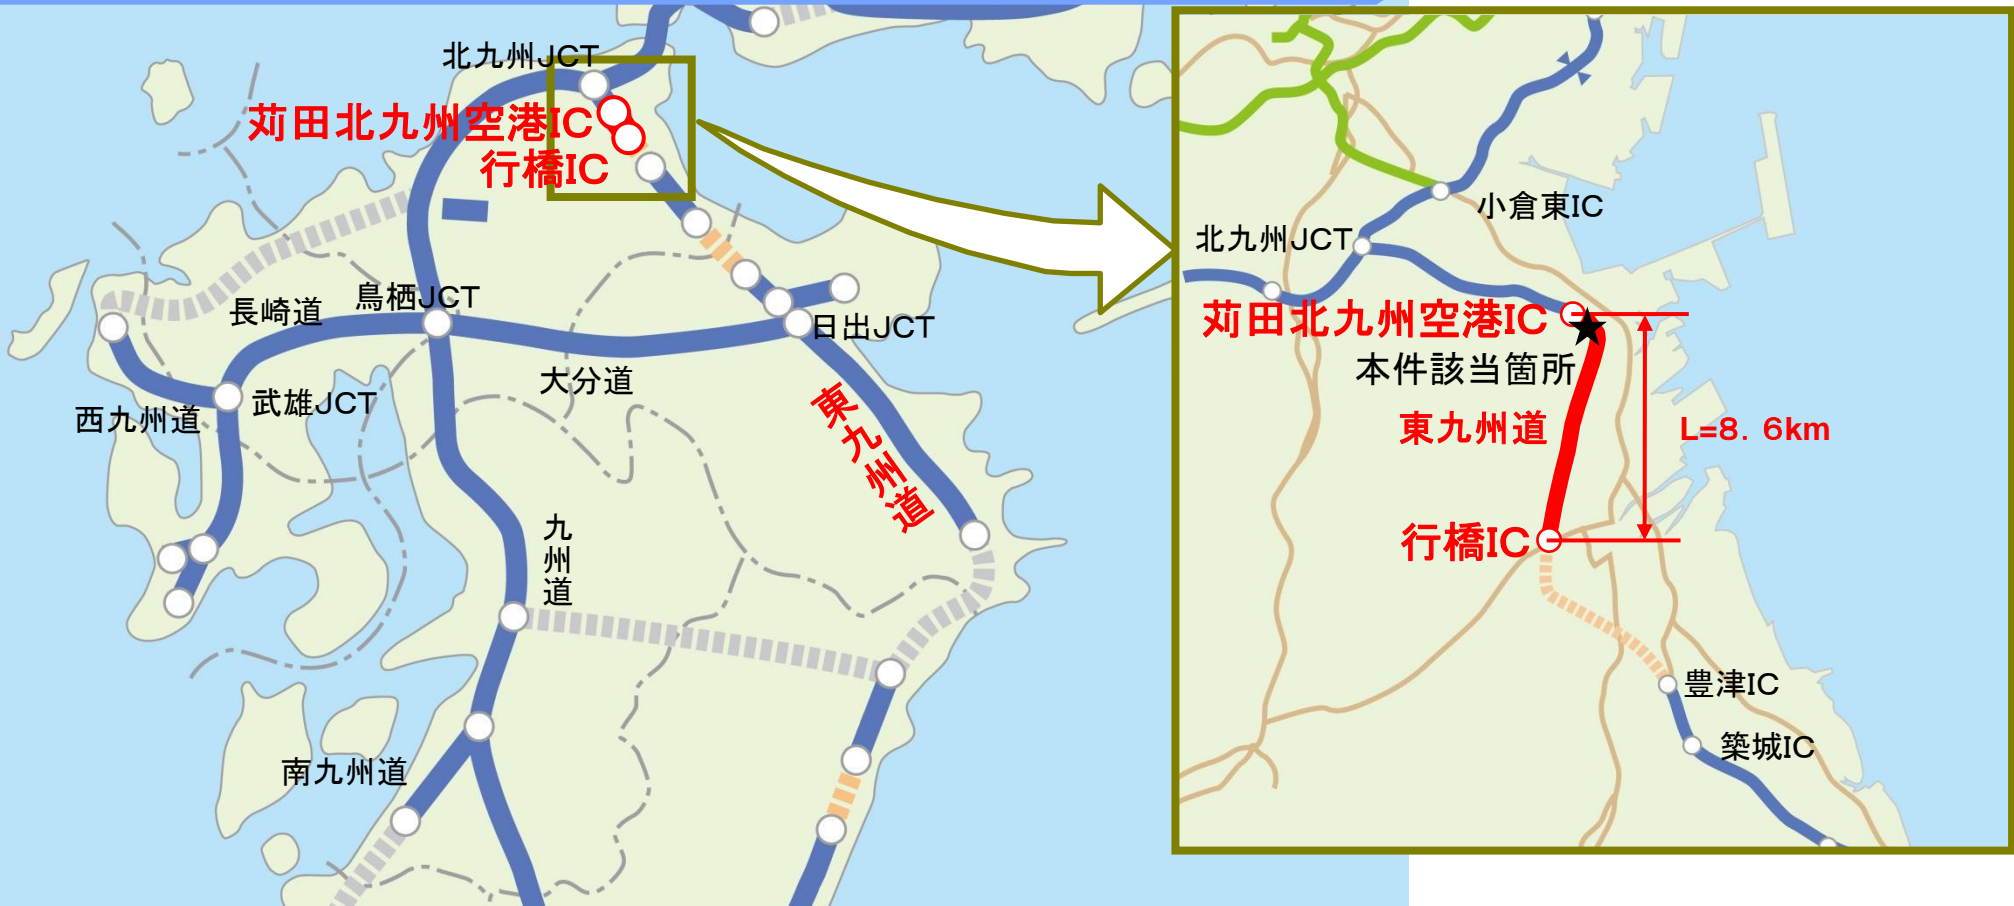 北九州JCT
苅田北九州空港IC
行橋IC
長崎道
鳥栖JCT
日出JCT
大分道
西九州道
武雄JCT
東九州道
九州道
南九州道
小倉東IC
北九州JCT
苅田北九州空港IC
本件該当箇所
東九州道
L=8．6km
行橋IC
豊津IC
築城IC